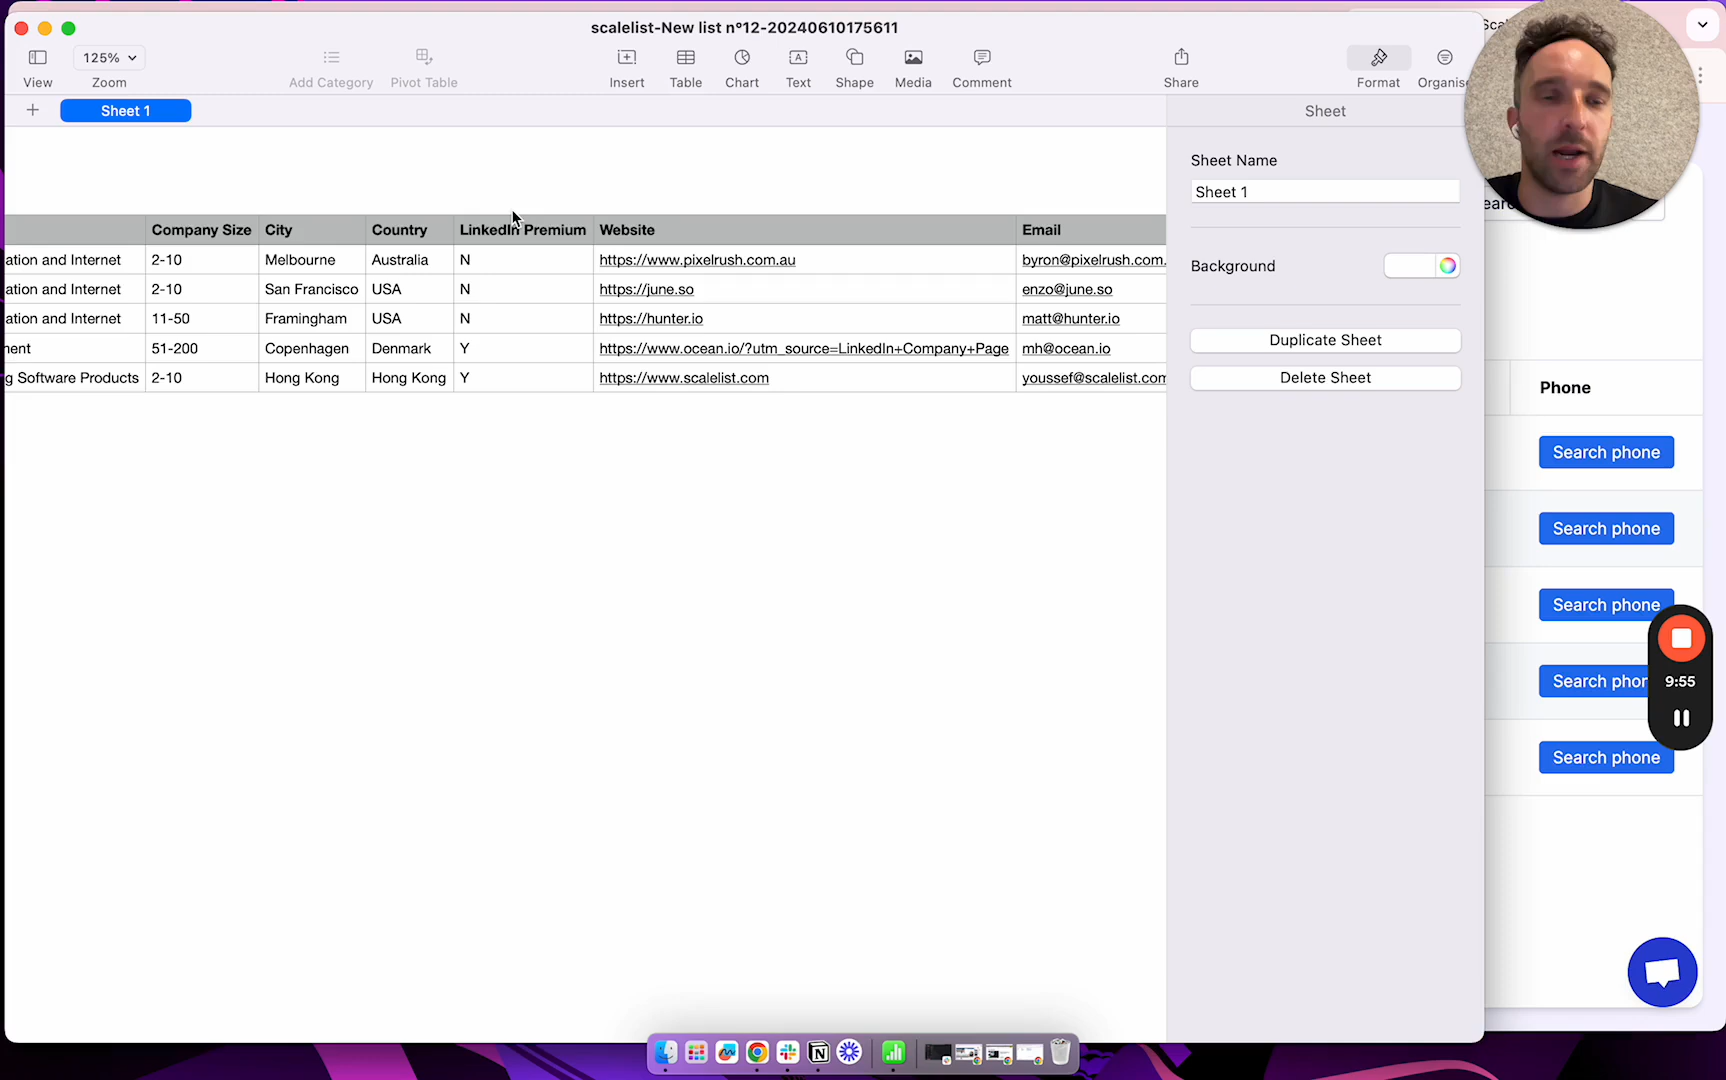 scalelist-New list n°12-20240610175611
125%
View
Zoom
Add Category
Pivot Table
Insert
Table
Chart
Text
Shape
Media
Comment
Share
Format
Organise
Sheet 1
Sheet
Sheet Name
Sheet 1
Background
Duplicate Sheet
Delete Sheet
Company Size City Country LinkedIn Premium Website Email
ation and Internet 2-10 Melbourne Australia N https://www.pixelrush.com.au byron@pixelrush.com.
ation and Internet 2-10 San Francisco USA N https://june.so enzo@june.so
ation and Internet 11-50 Framingham USA N https://hunter.io matt@hunter.io
nent 51-200 Copenhagen Denmark Y https://www.ocean.io/?utm_source=LinkedIn+Company+Page mh@ocean.io
g Software Products 2-10 Hong Kong Hong Kong Y https://www.scalelist.com youssef@scalelist.com
Phone
Search phone
Search phone
Search phone
Search phon
Search phone
9:55